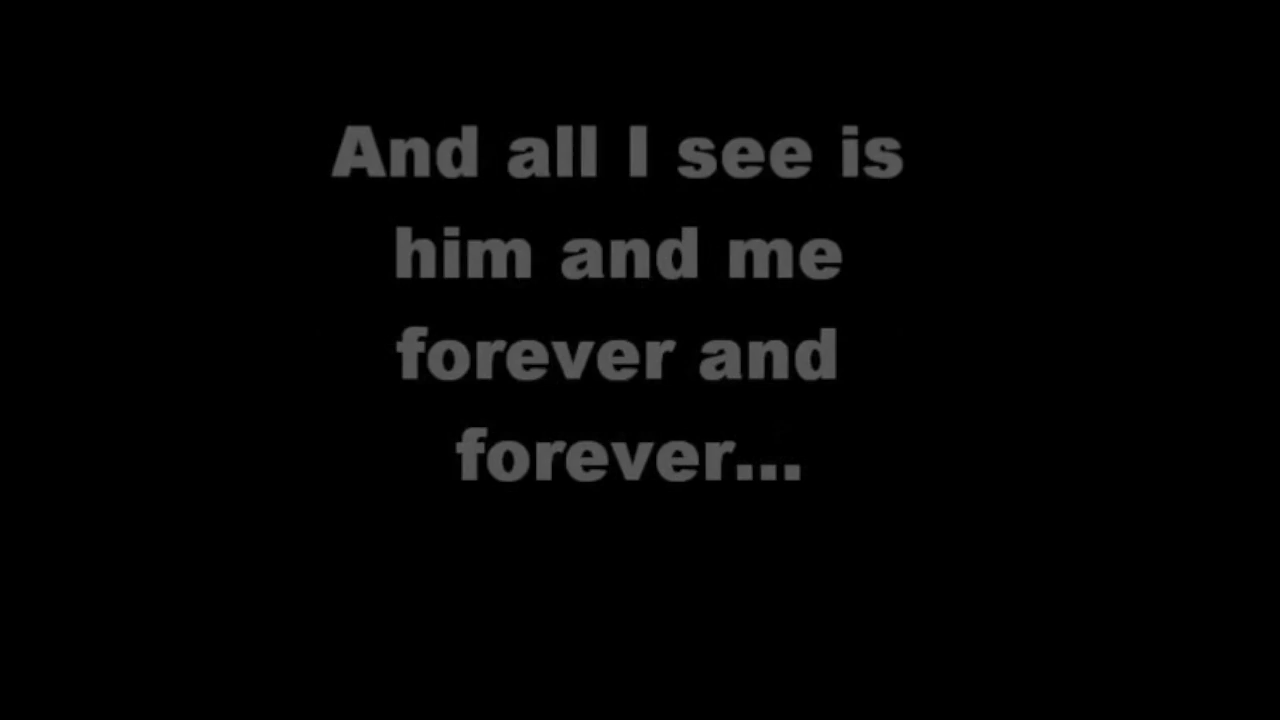 And all I see is
him and me
forever and
forever...